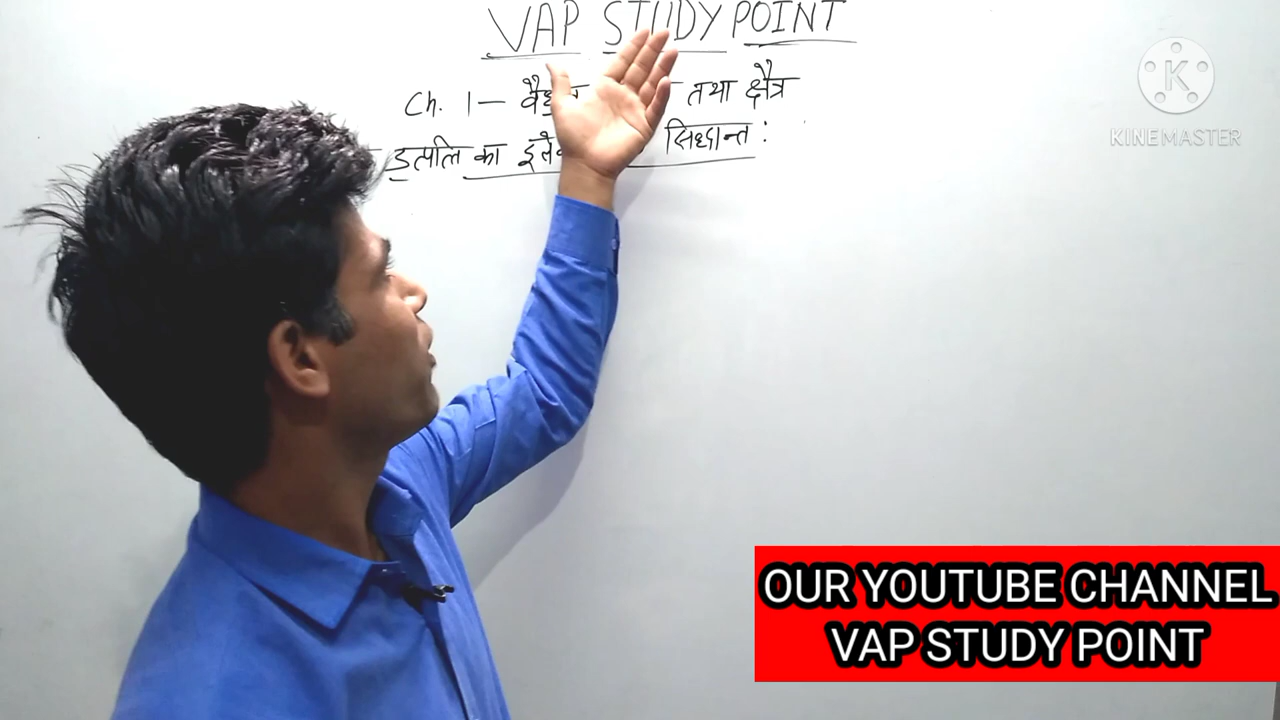 VAP STUDY POINT
Ch. 1 – तथा क्षेत्र
उत्पत्ति का सिद्धान्त :
KINEMASTER
OUR YOUTUBE CHANNEL
VAP STUDY POINT